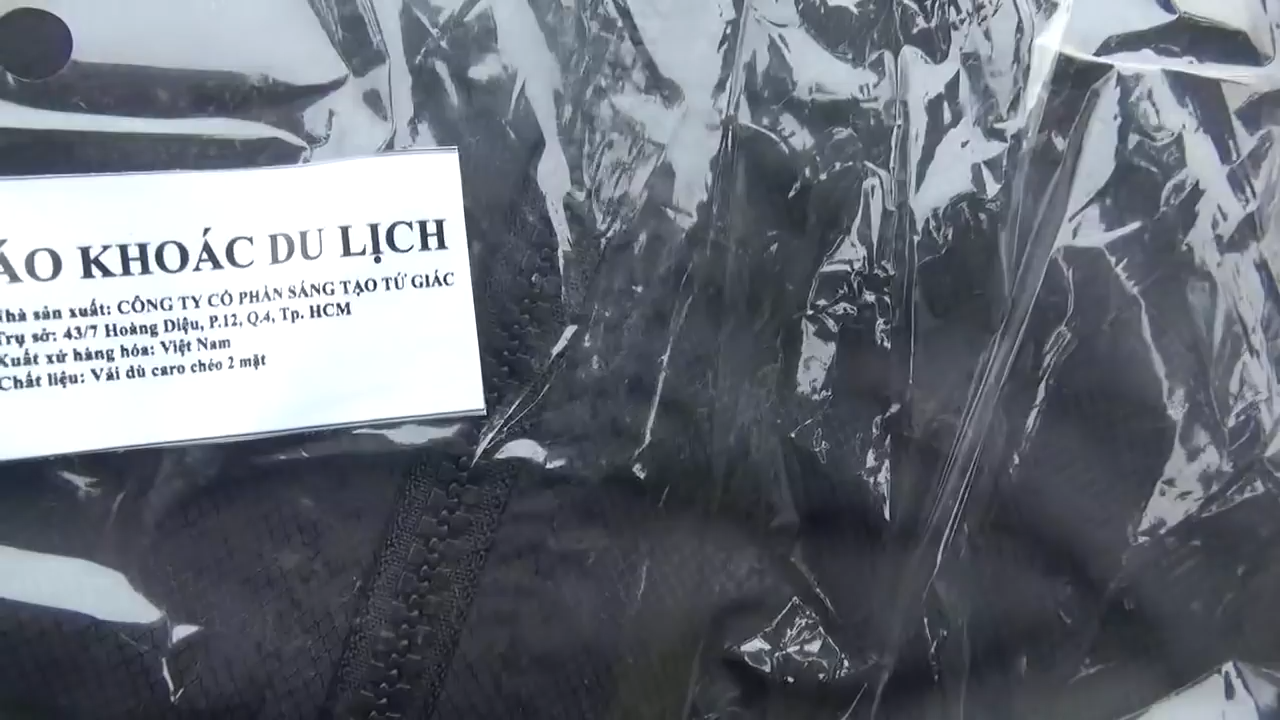 ÁO KHOÁC DU LỊCH
Nhà sản xuất: CÔNG TY CỔ PHẦN SÁNG TẠO TỨ GIÁC
Trụ sở: 43/7 Hoàng Diệu, P.12, Q.4, Tp. HCM
Xuất xứ hàng hóa: Việt Nam
Chất liệu: Vải dù caro chéo 2 mặt